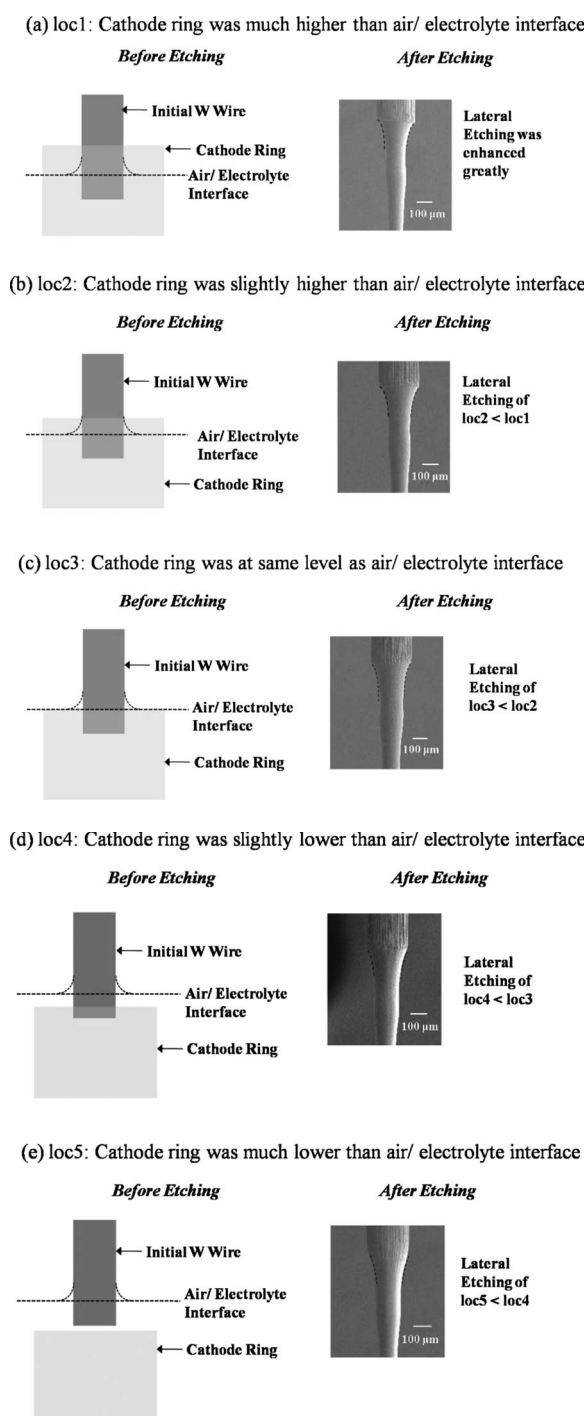 (a) loc1: Cathode ring was much higher than air/ electrolyte interface
Before Etching
After Etching
Initial W Wire
Cathode Ring
Air/ Electrolyte
Interface
Lateral
Etching was
enhanced
greatly
100 µm
(b) loc2: Cathode ring was slightly higher than air/ electrolyte interface
Before Etching
After Etching
Initial W Wire
Air/ Electrolyte
Interface
Cathode Ring
Lateral
Etching of
loc2 < loc1
100 µm
(c) loc3: Cathode ring was at same level as air/ electrolyte interface
Before Etching
After Etching
Initial W Wire
Air/ Electrolyte
Interface
Cathode Ring
Lateral
Etching of
loc3 < loc2
100 µm
(d) loc4: Cathode ring was slightly lower than air/ electrolyte interface
Before Etching
After Etching
Initial W Wire
Air/ Electrolyte
Interface
Cathode Ring
Lateral
Etching of
loc4 < loc3
100 µm
(e) loc5: Cathode ring was much lower than air/ electrolyte interface
Before Etching
After Etching
Initial W Wire
Air/ Electrolyte
Interface
Cathode Ring
Lateral
Etching of
loc5 < loc4
100 µm